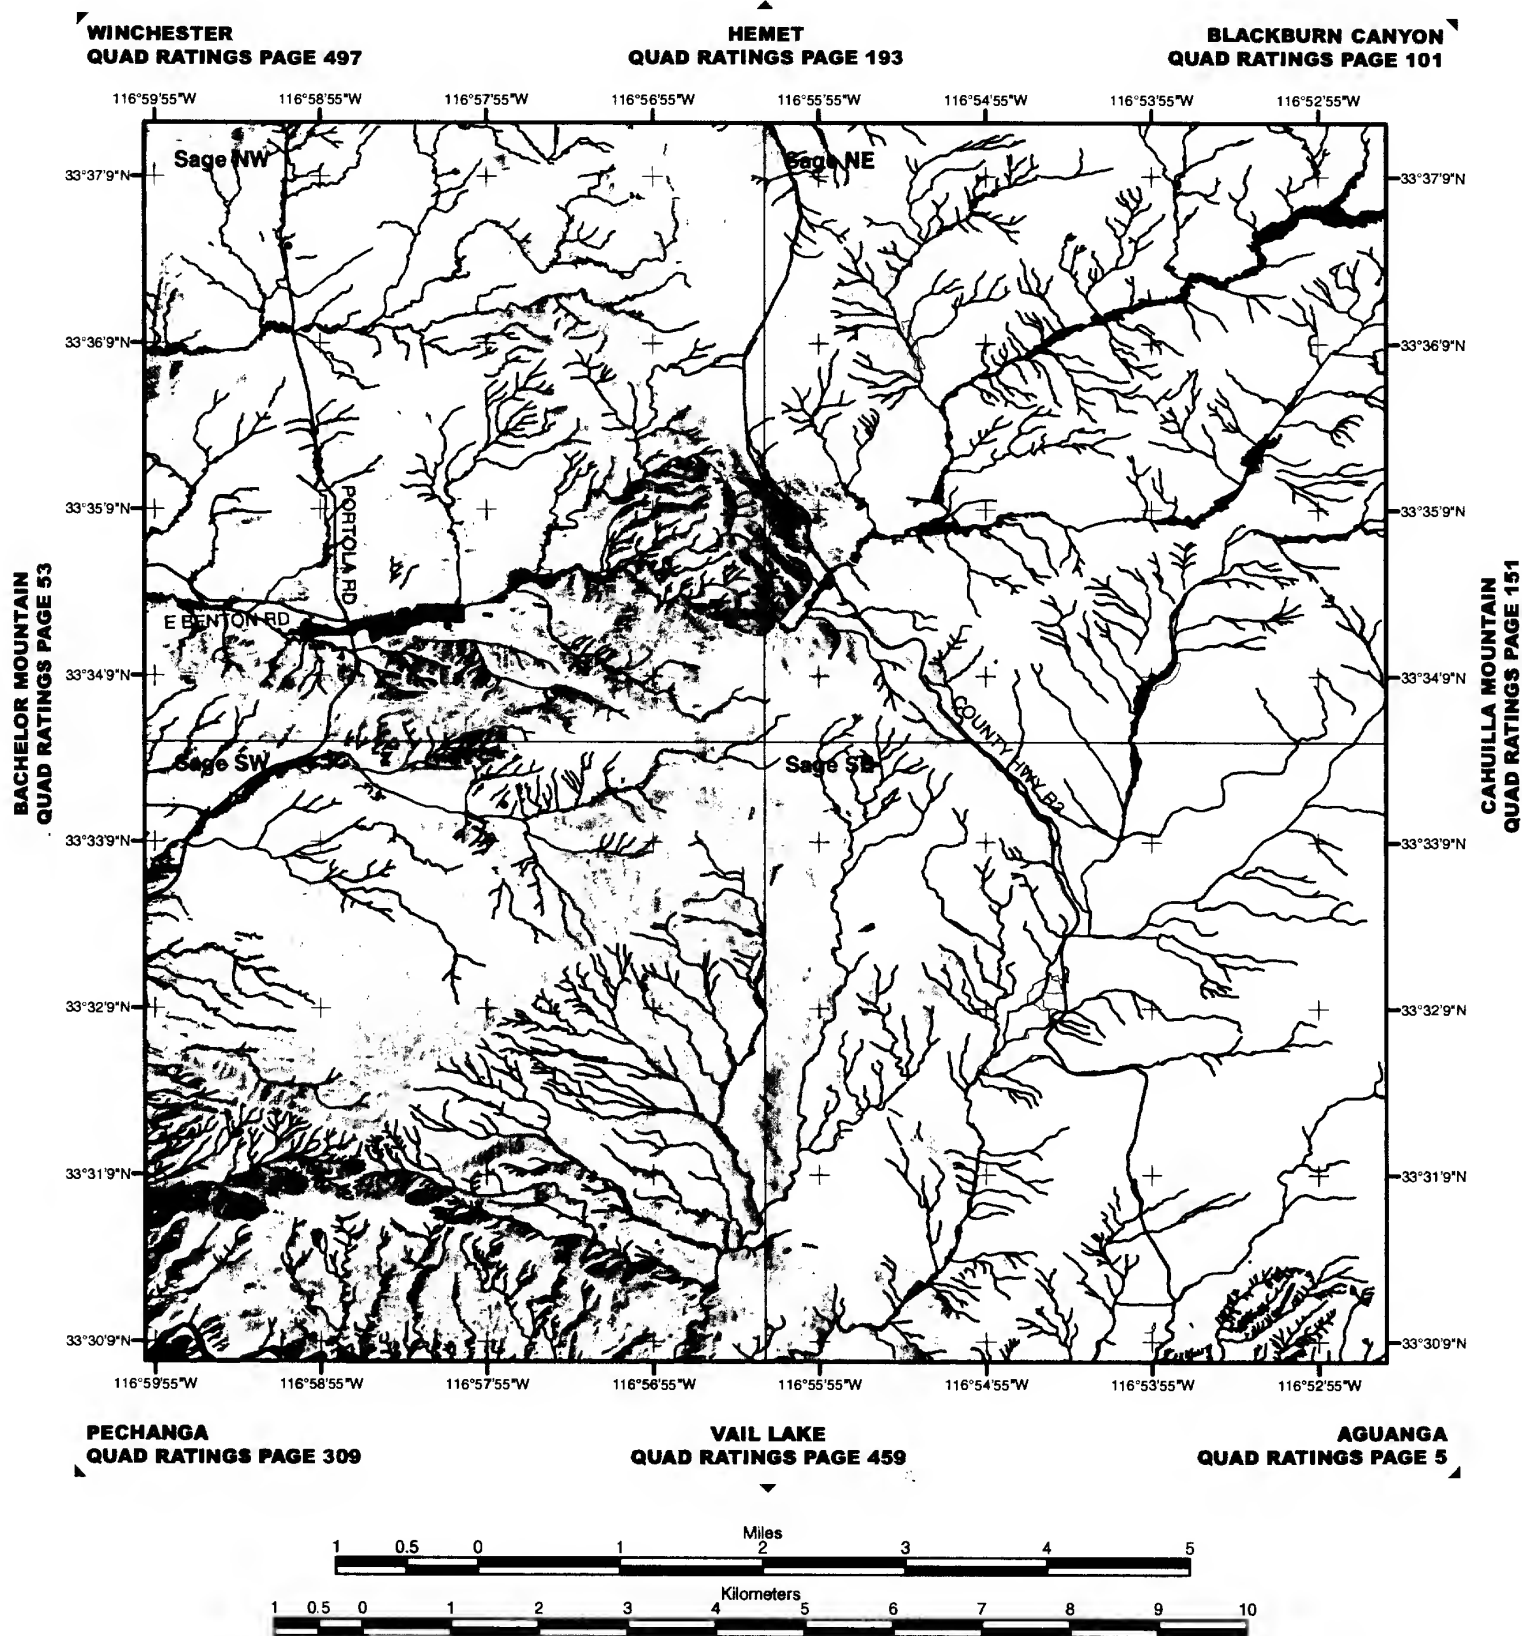 WINCHESTER
QUAD RATINGS PAGE 497
HEMET
QUAD RATINGS PAGE 193
BLACKBURN CANYON
QUAD RATINGS PAGE 101
116°59'55"W 116°58'55"W 116°57'55"W 116°56'55"W 116°55'55"W 116°54'55"W 116°53'55"W 116°52'55"W
Sage NW
Sage NE
33°37'9"N
33°37'9"N
33°36'9"N
33°36'9"N
33°35'9"N
33°35'9"N
PORTOLA RD
E BENTON RD
BACHELOR MOUNTAIN
QUAD RATINGS PAGE 53
CAHUILLA MOUNTAIN
QUAD RATINGS PAGE 151
33°34'9"N
33°34'9"N
COUNTY HWY R3
Sage SW
Sage SE
33°33'9"N
33°33'9"N
33°32'9"N
33°32'9"N
33°31'9"N
33°31'9"N
33°30'9"N
33°30'9"N
116°59'55"W 116°58'55"W 116°57'55"W 116°56'55"W 116°55'55"W 116°54'55"W 116°53'55"W 116°52'55"W
PECHANGA
QUAD RATINGS PAGE 309
VAIL LAKE
QUAD RATINGS PAGE 459
AGUANGA
QUAD RATINGS PAGE 5
Miles
1 0.5 0 1 2 3 4 5
Kilometers
1 0.5 0 1 2 3 4 5 6 7 8 9 10